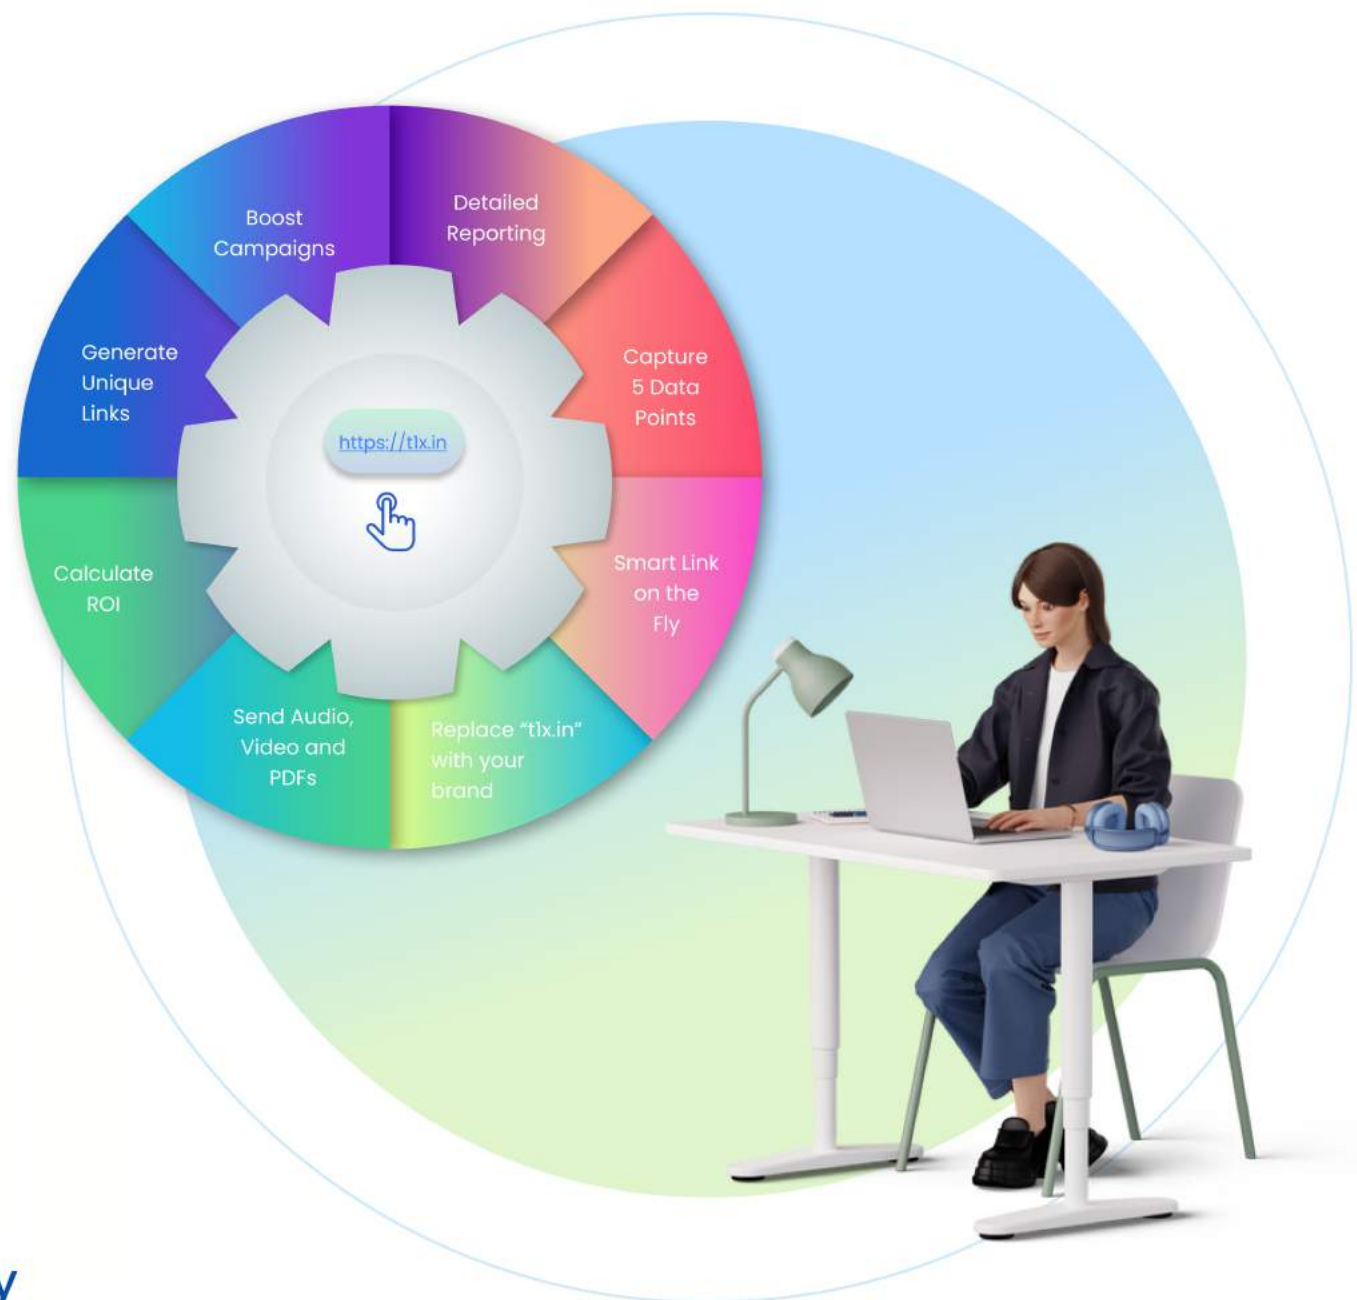 Detailed
Reporting
Boost
Campaigns
Generate
Unique
Links
Capture
5 Data
Points
https://t1x.in
Smart Link
on the
Fly
Calculate
ROI
Send Audio,
Video and
PDFs
Replace “t1x.in”
with your
brand
y